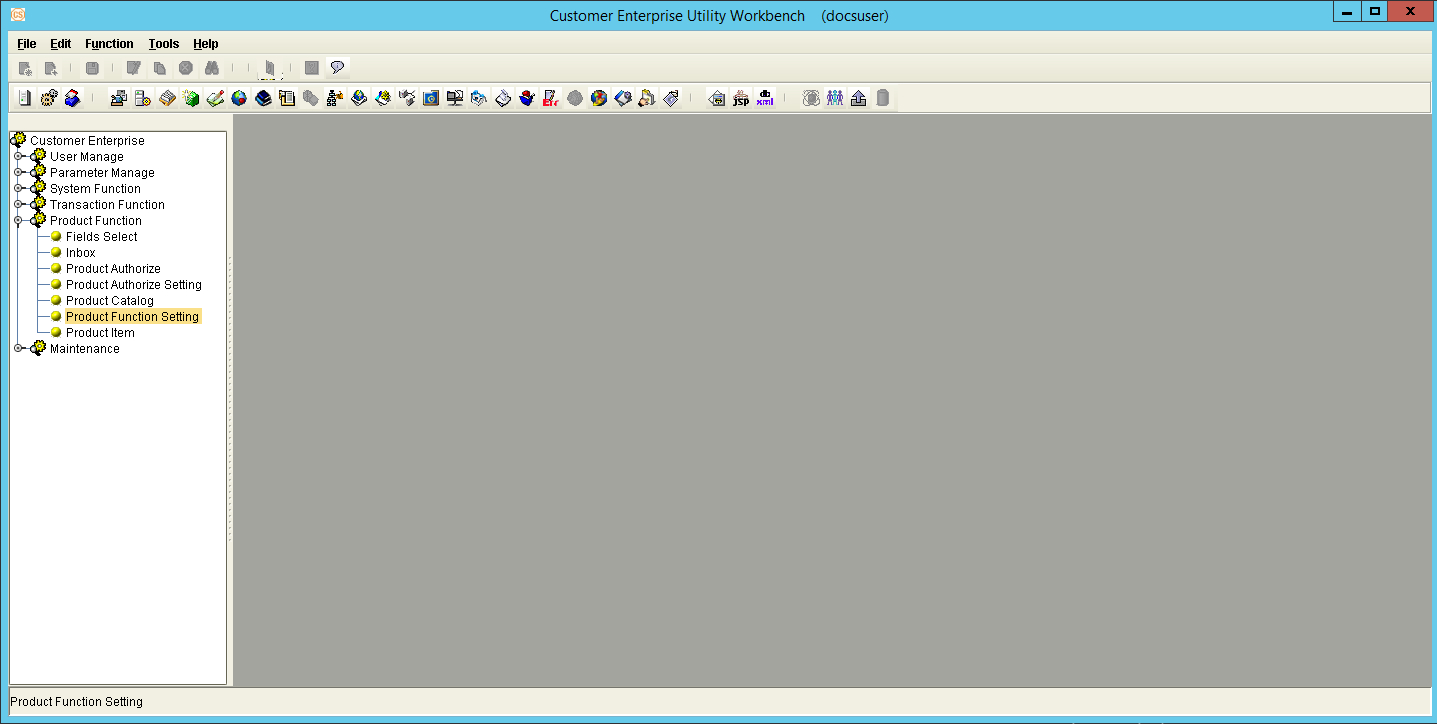 CS
Customer Enterprise Utility Workbench (docsuser)
File Edit Function Tools Help
JSP
xml
Customer Enterprise
User Manage
Parameter Manage
System Function
Transaction Function
Product Function
Fields Select
Inbox
Product Authorize
Product Authorize Setting
Product Catalog
Product Function Setting
Product Item
Maintenance
Product Function Setting